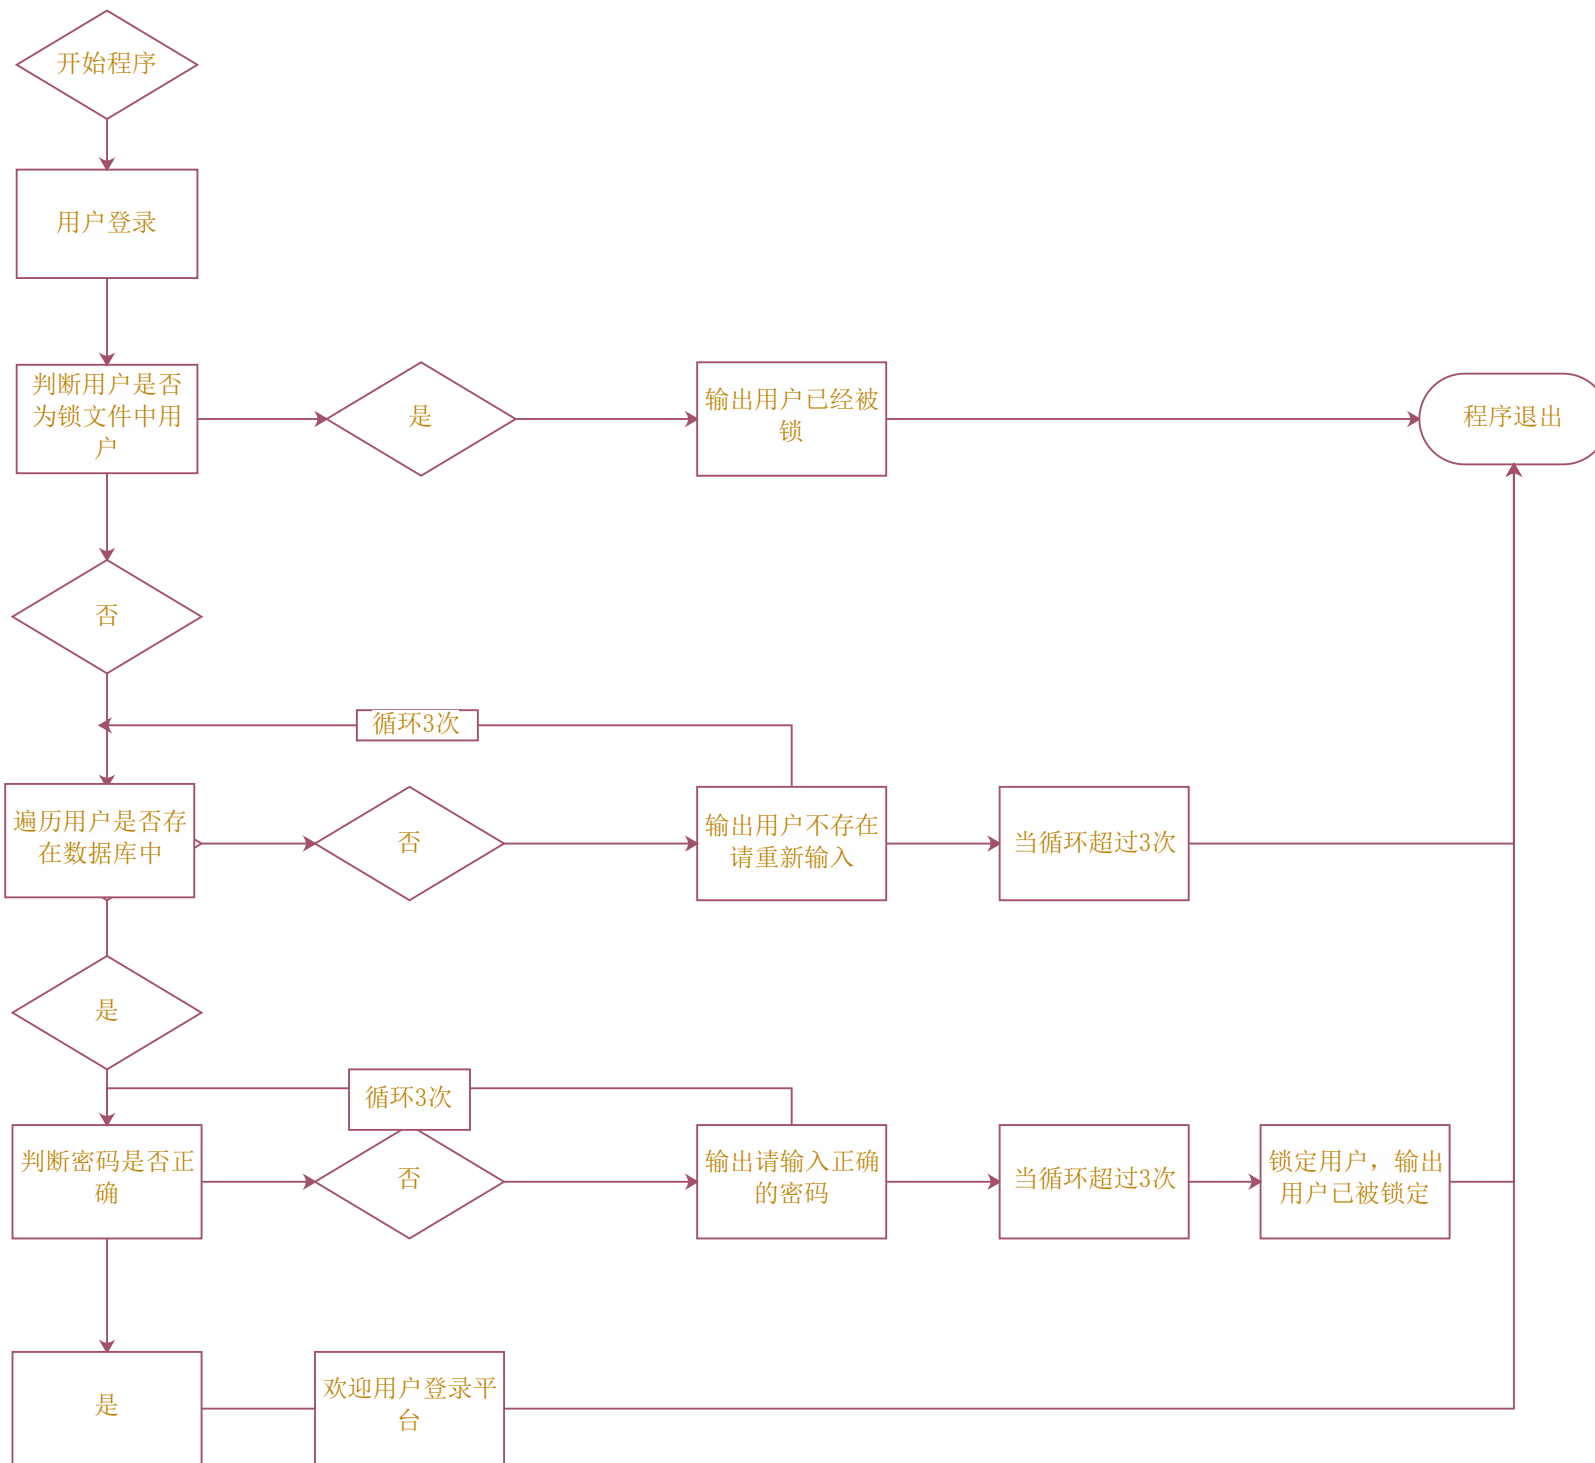 开始程序
用户登录
判断用户是否
为锁文件中用
户
是
输出用户已经被
锁
程序退出
否
循环3次
遍历用户是否存
在数据库中
否
输出用户不存在
请重新输入
当循环超过3次
是
循环3次
判断密码是否正
确
否
输出请输入正确
的密码
当循环超过3次
锁定用户，输出
用户已被锁定
是
欢迎用户登录平
台